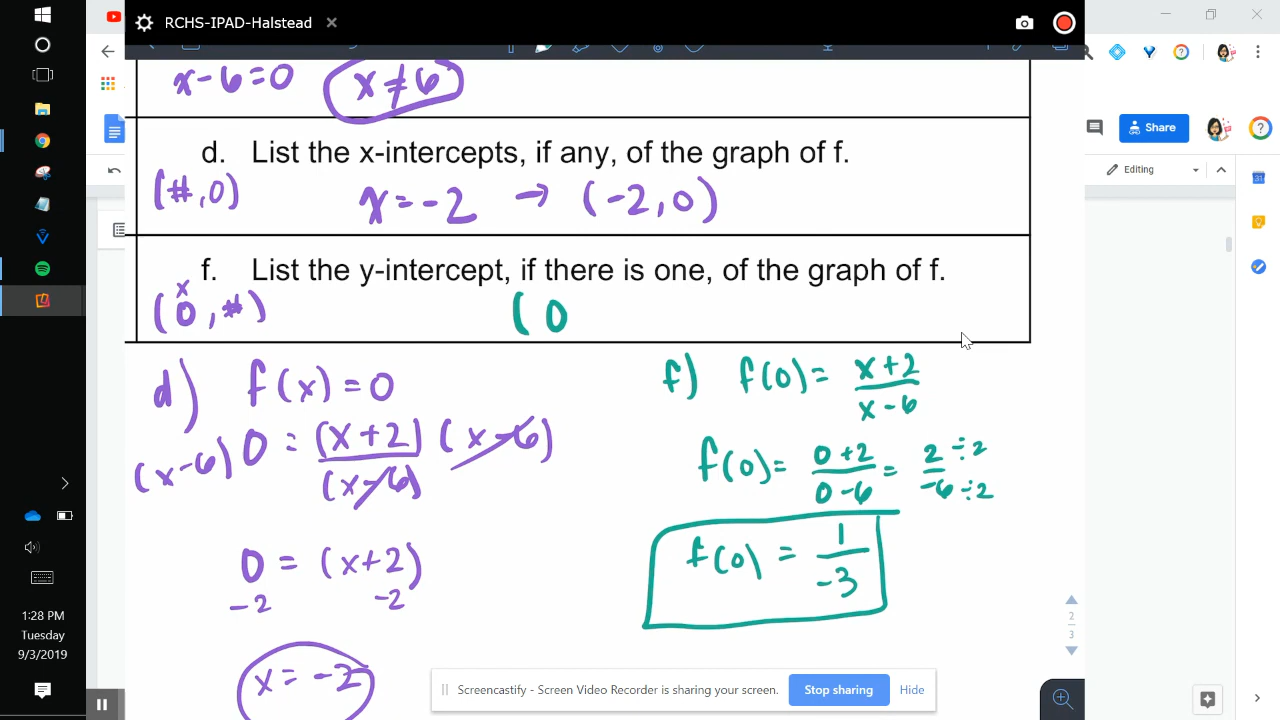 RCHS-IPAD-Halstead
x-6=0 x≠6
d. List the x-intercepts, if any, of the graph of f.
(#,0) x=-2 → (-2,0)
f. List the y-intercept, if there is one, of the graph of f.
x
(0,#) (0
d) f(x)=0
(x-6) 0 = (x+2)/(x-6) (x-6)
0 = (x+2)
-2 -2
x=-2
f) f(0)= x+2/x-6
f(0)= 0+2/0-6 = 2÷2/-6÷2
f(0) = 1/-3
Share
Editing
31
2
3
1:28 PM
Tuesday
9/3/2019
Screencastify - Screen Video Recorder is sharing your screen.
Stop sharing
Hide